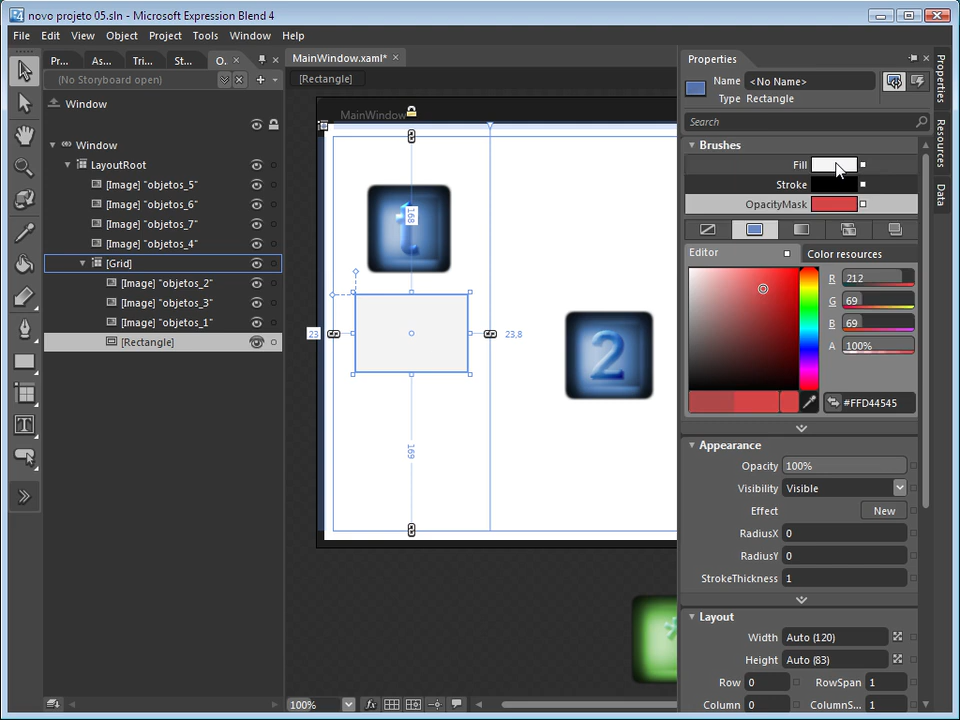 novo projeto 05.sln - Microsoft Expression Blend 4
File Edit View Object Project Tools Window Help
Pr... As... Tri... St... O.. ×
(No Storyboard open)
Window
Window
LayoutRoot
[Image] "objetos_5"
[Image] "objetos_6"
[Image] "objetos_7"
[Image] "objetos_4"
[Grid]
[Image] "objetos_2"
[Image] "objetos_3"
[Image] "objetos_1"
[Rectangle]
MainWindow.xaml* ×
[Rectangle]
MainWindow
t
168
23
23,8
2
169
100%
Properties
Name <No Name>
Type Rectangle
Search
Brushes
Fill
Stroke
OpacityMask
Editor Color resources
R 212
G 69
B 69
A 100%
#FFD44545
Appearance
Opacity 100%
Visibility Visible
Effect New
RadiusX 0
RadiusY 0
StrokeThickness 1
Layout
Width Auto (120)
Height Auto (83)
Row 0 RowSpan 1
Column 0 ColumnS... 1
Properties
Resources
Data